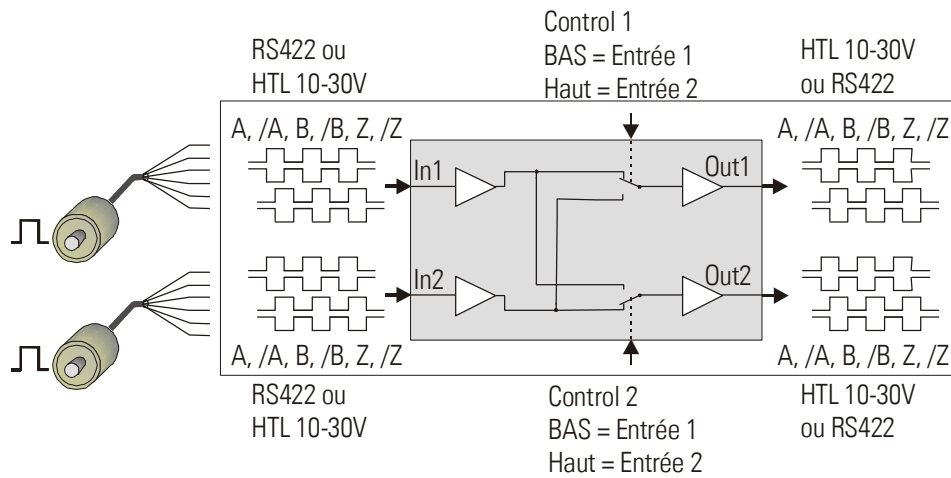 Control 1
BAS = Entrée 1
Haut = Entrée 2
RS422 ou
HTL 10-30V
HTL 10-30V
ou RS422
A, /A, B, /B, Z, /Z
A, /A, B, /B, Z, /Z
In1
Out1
In2
Out2
A, /A, B, /B, Z, /Z
A, /A, B, /B, Z, /Z
RS422 ou
HTL 10-30V
Control 2
BAS = Entrée 1
Haut = Entrée 2
HTL 10-30V
ou RS422